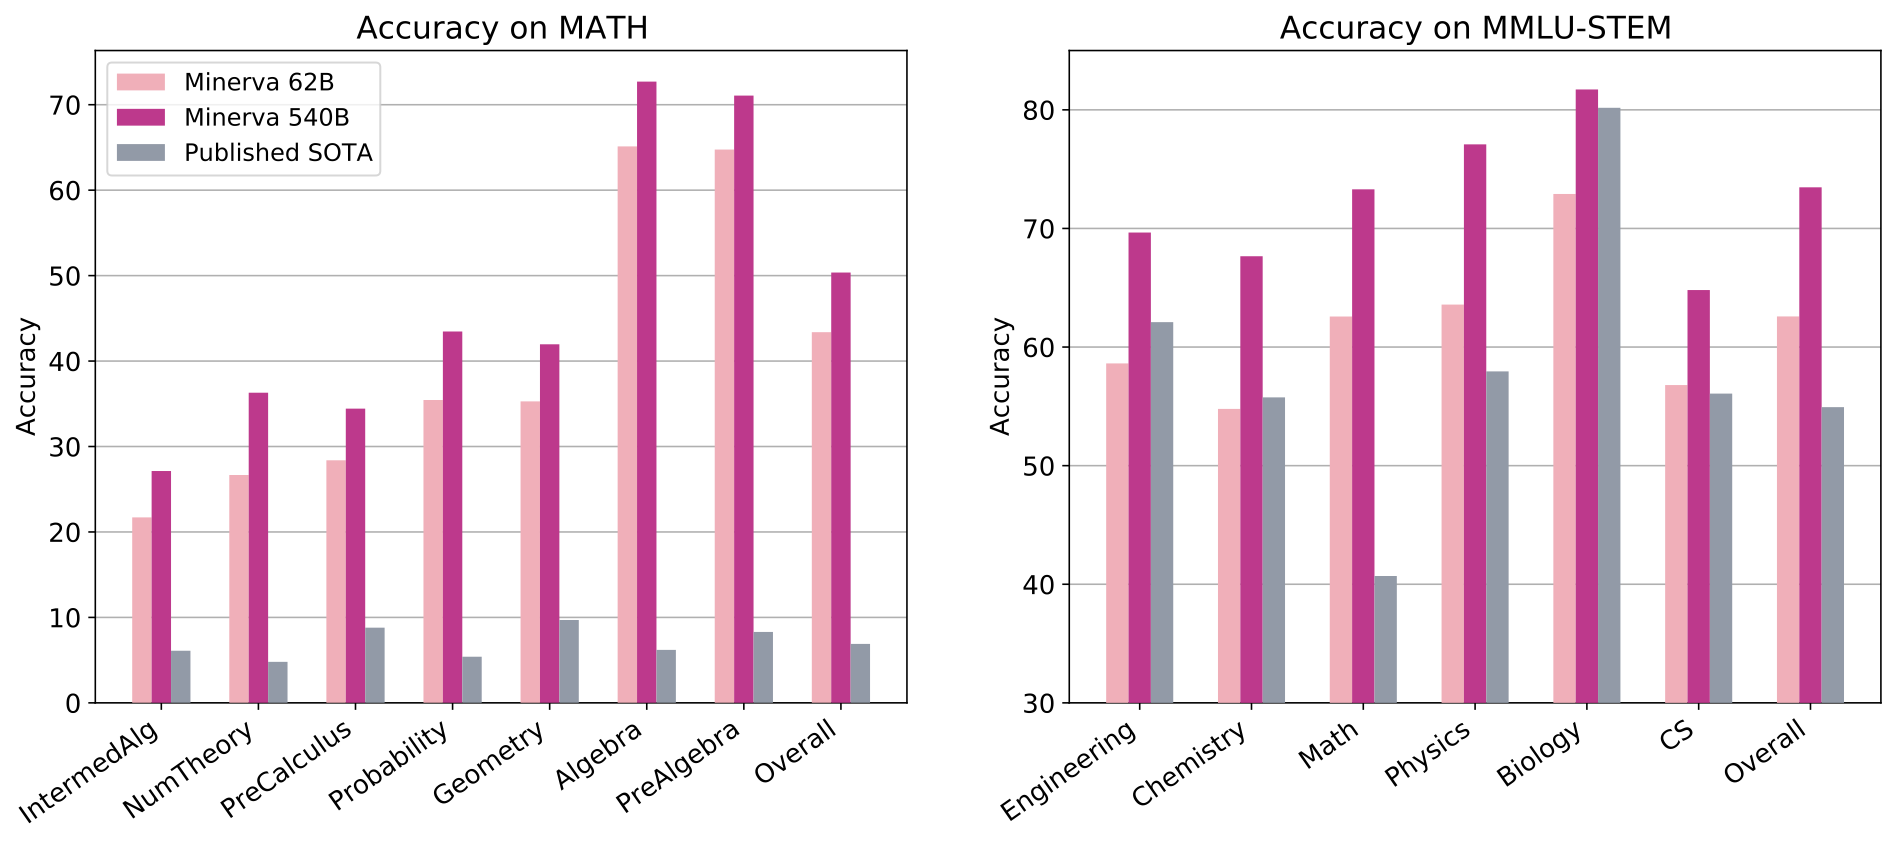 Accuracy on MATH
Minerva 62B
Minerva 540B
Published SOTA
Accuracy
70
60
50
40
30
20
10
0
IntermedAlg
NumTheory
PreCalculus
Probability
Geometry
Algebra
PreAlgebra
Overall
Accuracy on MMLU-STEM
Accuracy
80
70
60
50
40
30
Engineering
Chemistry
Math
Physics
Biology
CS
Overall